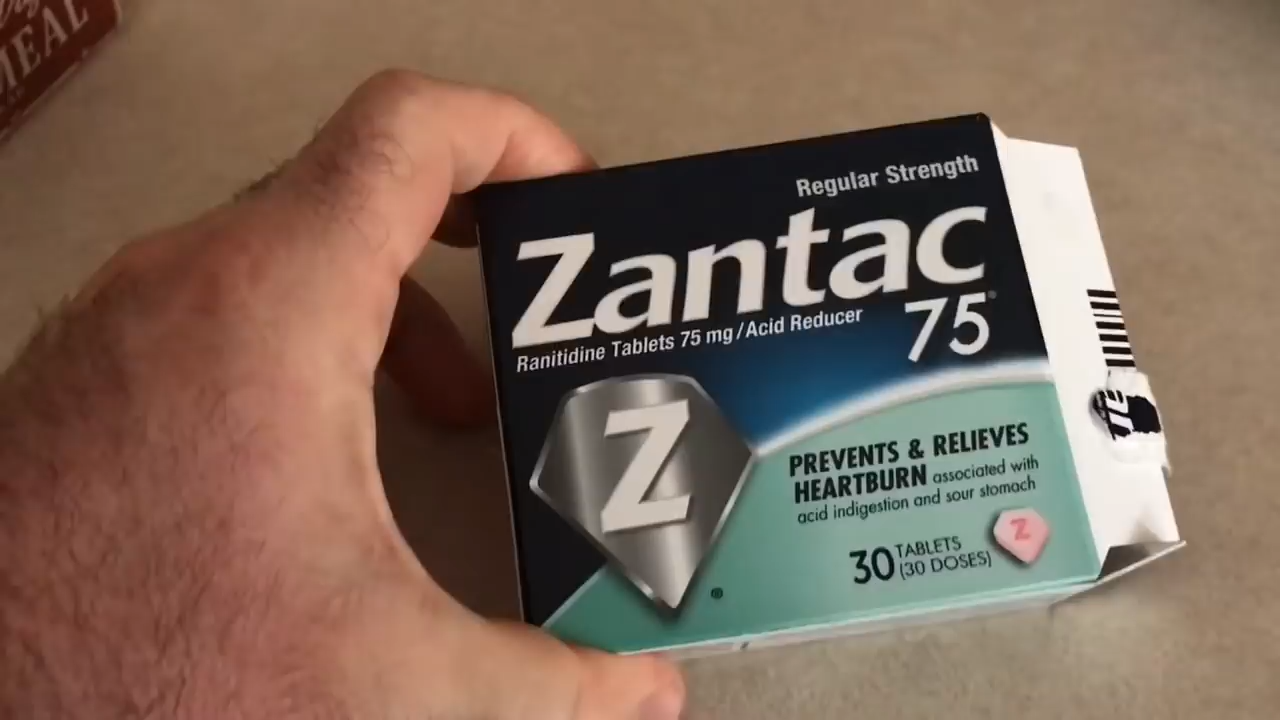 MEAL
Regular Strength
Zantac
75
Ranitidine Tablets 75 mg/Acid Reducer
Z
PREVENTS & RELIEVES
HEARTBURN associated with
acid indigestion and sour stomach
30 TABLETS
(30 DOSES)
Z